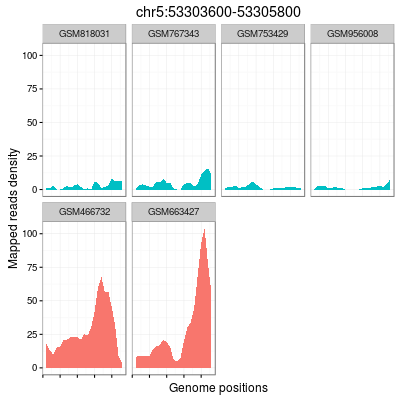 chr5:53303600-53305800
GSM818031 GSM767343 GSM753429 GSM956008
100
75
50
25
0
GSM466732 GSM663427
100
75
50
25
0
Mapped reads density
Genome positions